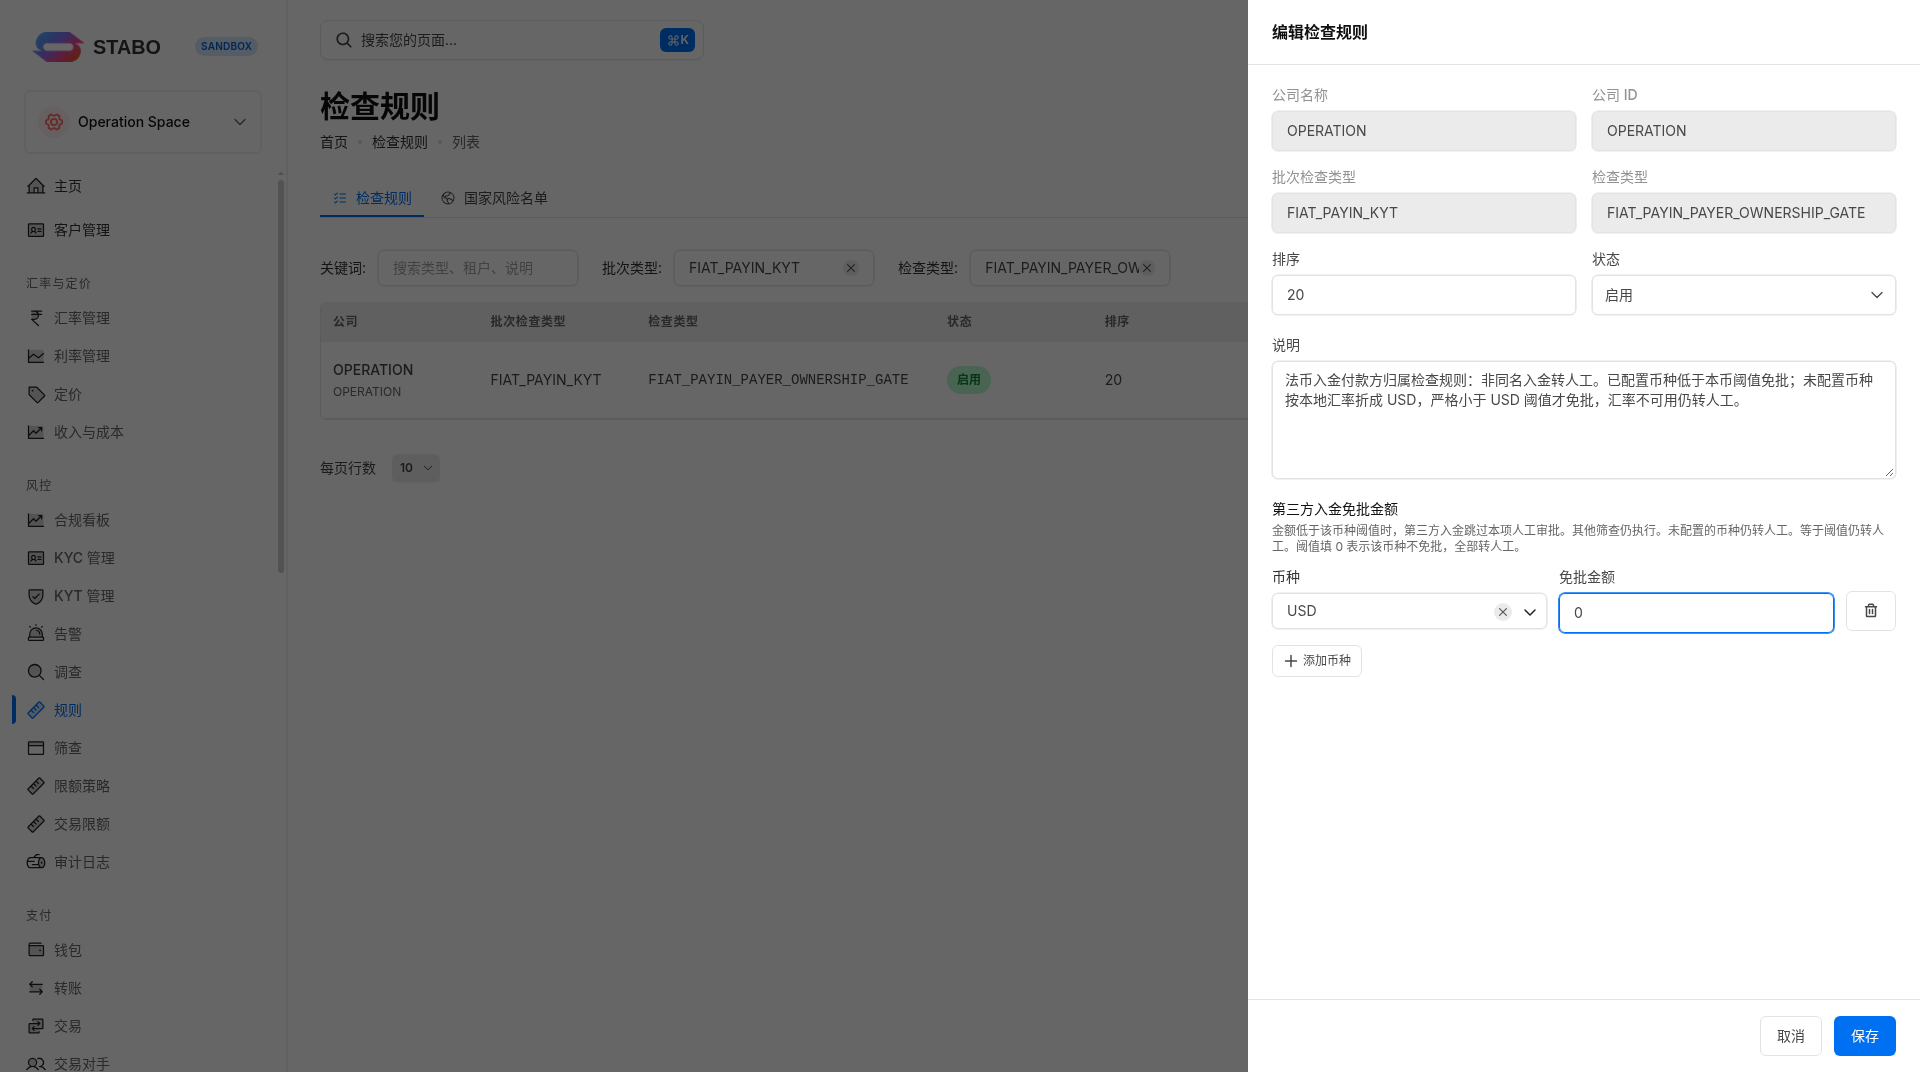 STABO
SANDBOX
Operation Space
主页
客户管理
汇率与定价
汇率管理
利率管理
定价
收入与成本
风控
合规看板
KYC 管理
KYT 管理
告警
调查
规则
筛查
限额策略
交易限额
审计日志
支付
钱包
转账
交易
交易对手
搜索您的页面...
⌘K
检查规则
首页 • 检查规则 • 列表
检查规则 国家风险名单
关键词: 搜索类型、租户、说明 批次类型: FIAT_PAYIN_KYT 检查类型: FIAT_PAYIN_PAYER_OW
公司 批次检查类型 检查类型 状态 排序
OPERATION
OPERATION
FIAT_PAYIN_KYT FIAT_PAYIN_PAYER_OWNERSHIP_GATE 启用 20
每页行数 10
编辑检查规则
公司名称 公司 ID
OPERATION OPERATION
批次检查类型 检查类型
FIAT_PAYIN_KYT FIAT_PAYIN_PAYER_OWNERSHIP_GATE
排序 状态
20 启用
说明
法币入金付款方归属检查规则：非同名入金转人工。已配置币种低于本币阈值免批；未配置币种
按本地汇率折成 USD，严格小于 USD 阈值才免批，汇率不可用仍转人工。
第三方入金免批金额
金额低于该币种阈值时，第三方入金跳过本项人工审批。其他筛查仍执行。未配置的币种仍转人工。等于阈值仍转人
工。阈值填 0 表示该币种不免批，全部转人工。
币种 免批金额
USD 0
添加币种
取消 保存